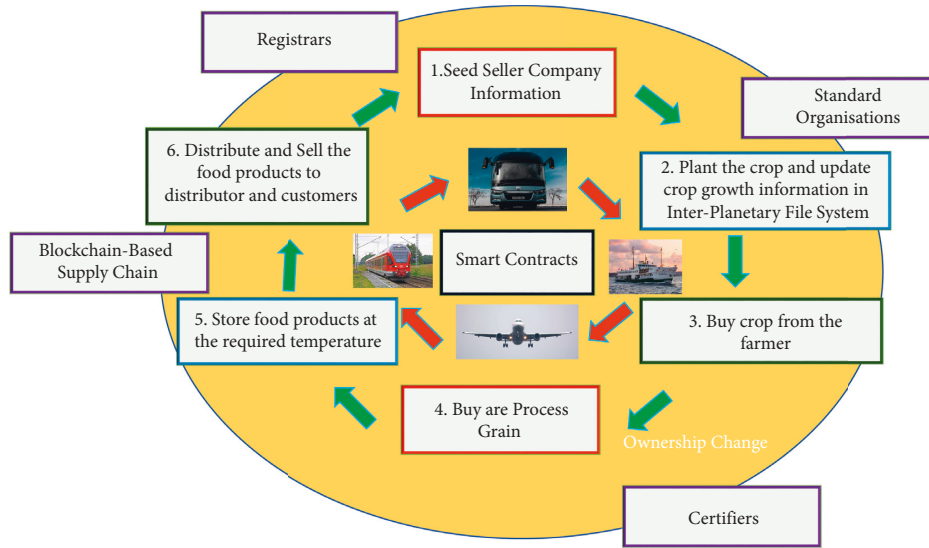 Registrars
1.Seed Seller Company
Information
Standard
Organisations
6. Distribute and Sell the
food products to
distributor and customers
2. Plant the crop and update
crop growth information in
Inter-Planetary File System
Blockchain-Based
Supply Chain
Smart Contracts
5. Store food products at
the required temperature
3. Buy crop from the
farmer
4. Buy are Process
Grain
Ownership Change
Certifiers